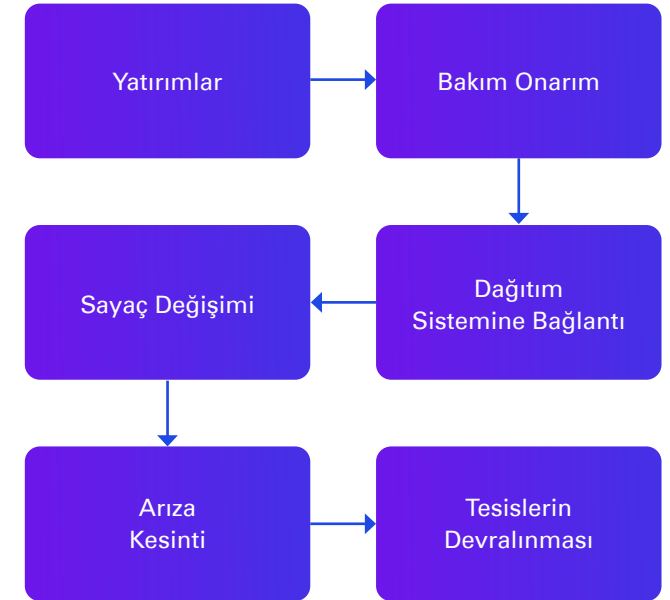 Yatırımlar
Bakım Onarım
Dağıtım
Sistemine Bağlantı
Sayaç Değişimi
Arıza
Kesinti
Tesislerin
Devralınması